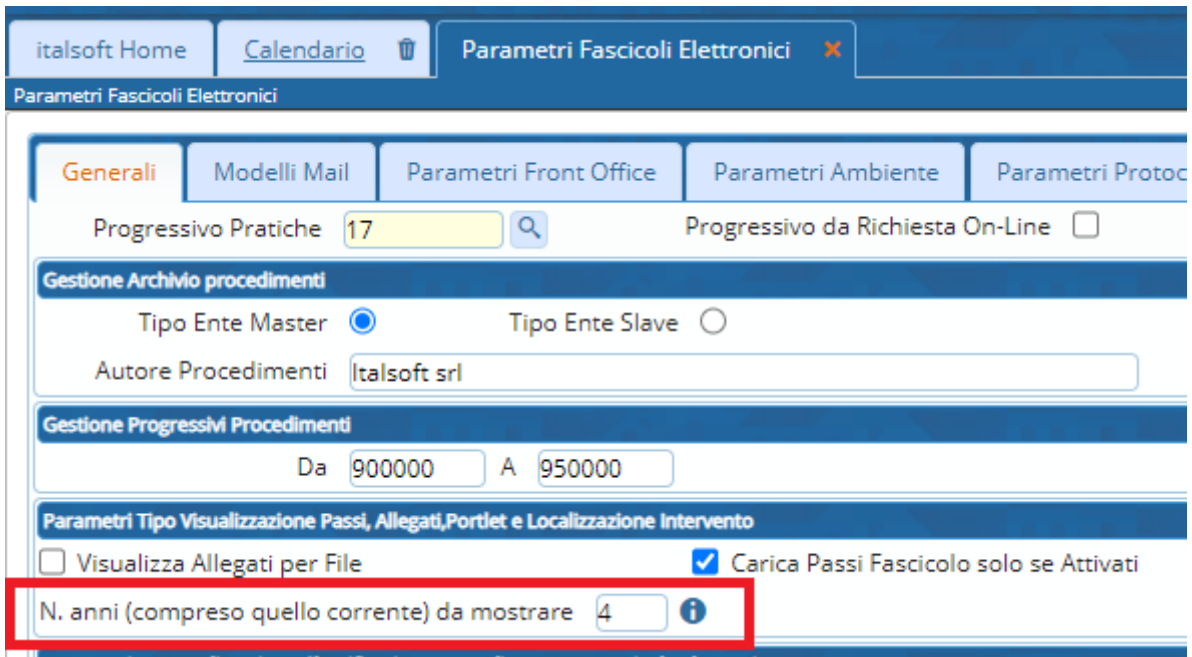 italsoft Home Calendario Parametri Fascicoli Elettronici
Parametri Fascicoli Elettronici
Generali Modelli Mail Parametri Front Office Parametri Ambiente Parametri Protoc
Progressivo Pratiche 17 Progressivo da Richiesta On-Line
Gestione Archivio procedimenti
Tipo Ente Master Tipo Ente Slave
Autore Procedimenti Italsoft srl
Gestione Progressivi Procedimenti
Da 900000 A 950000
Parametri Tipo Visualizzazione Passi, Allegati,Portlet e Localizzazione Intervento
Visualizza Allegati per File Carica Passi Fascicolo solo se Attivati
N. anni (compreso quello corrente) da mostrare 4